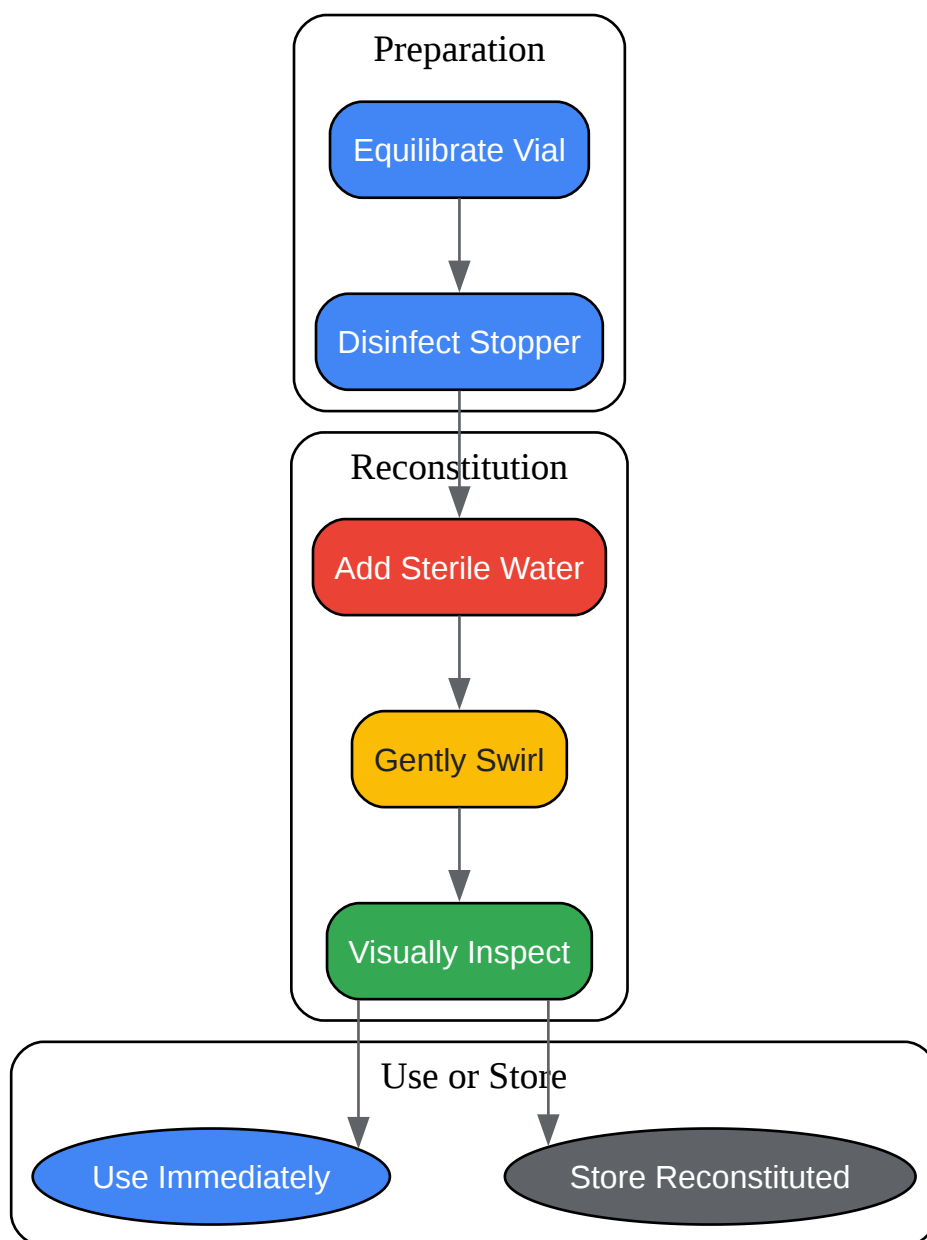 Preparation
Equilibrate Vial
Disinfect Stopper
Reconstitution
Add Sterile Water
Gently Swirl
Visually Inspect
Use or Store
Use Immediately
Store Reconstituted